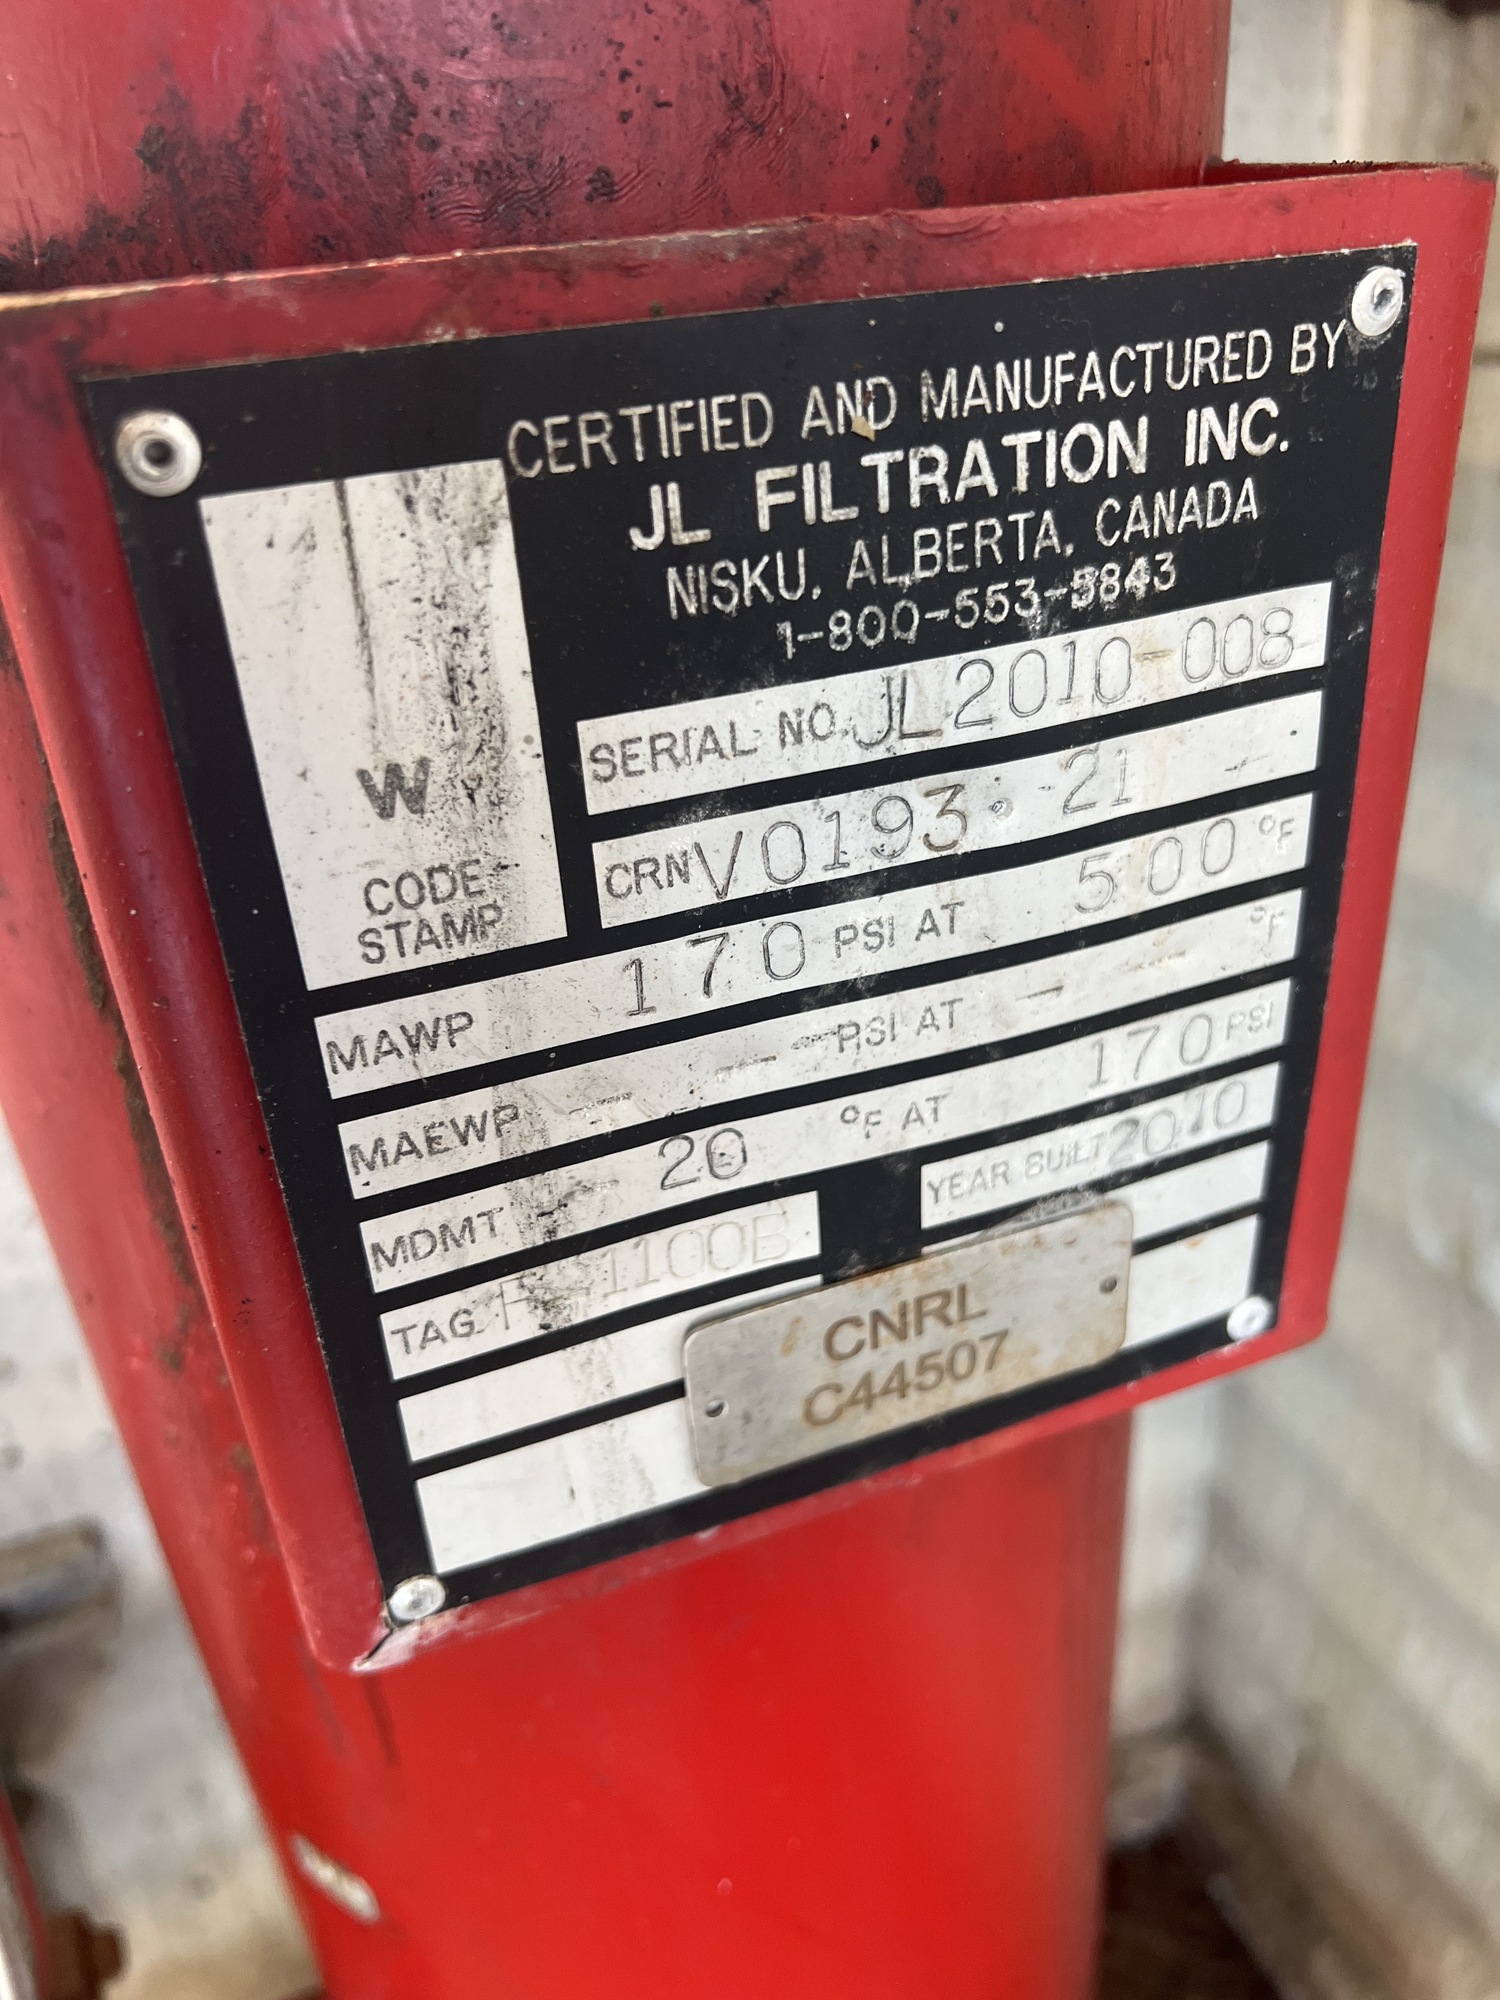 CERTIFIED AND MANUFACTURED BY
JL FILTRATION INC.
NISKU, ALBERTA, CANADA
1-800-553-5843
W
CODE
STAMP
SERIAL NO. JL2010-008
CRN V0193.21 -
MAWP 170 PSI AT 500 °F
MAEWP - - - PSI AT - - °F
MDMT -20 °F AT 170 PSI
YEAR BUILT 2010
TAG
CNRL
C44507